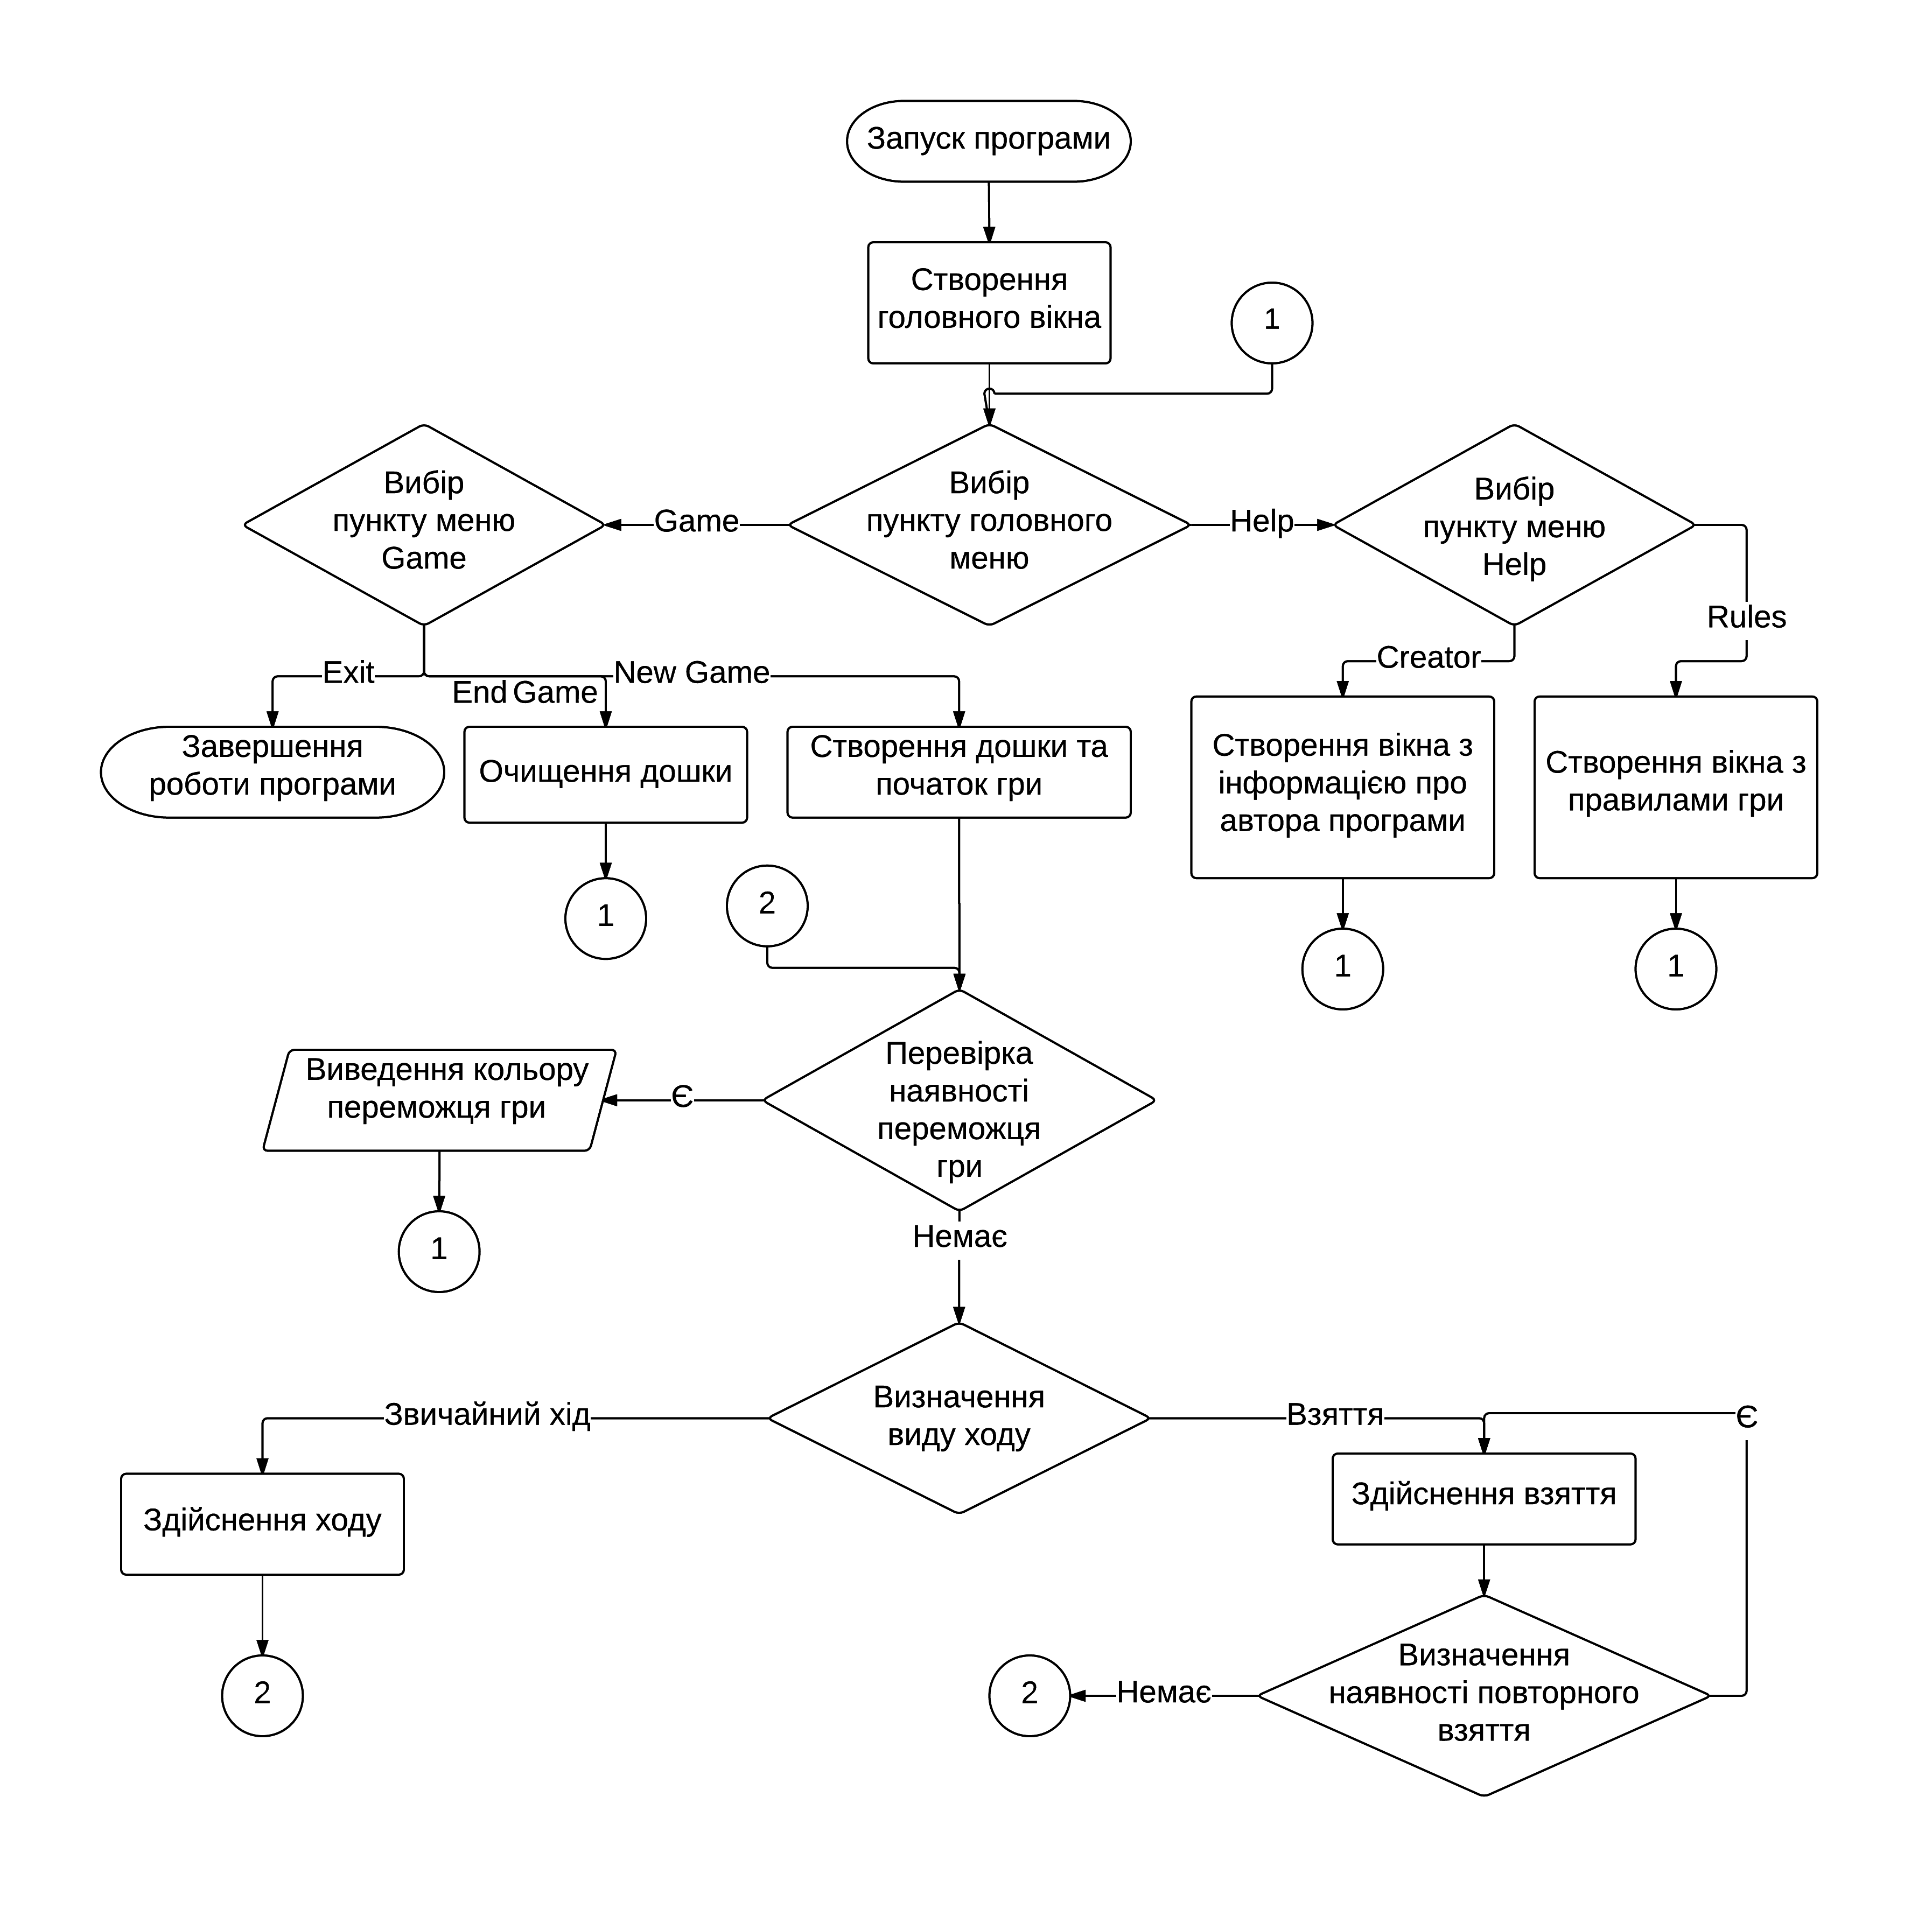 Запуск програми
Створення
головного вікна
1
Вибір
пункту меню
Game
Game
Вибір
пункту головного
меню
Help
Вибір
пункту меню
Help
Rules
Creator
Exit
End Game
New Game
Завершення
роботи програми
Очищення дошки
Створення дошки та
початок гри
Створення вікна з
інформацією про
автора програми
Створення вікна з
правилами гри
1
2
1
1
Виведення кольору
переможця гри
Є
Перевірка
наявності
переможця
гри
1
Немає
Звичайний хід
Визначення
виду ходу
Взяття
Є
Здійснення ходу
Здійснення взяття
2
2
Немає
Визначення
наявності повторного
взяття